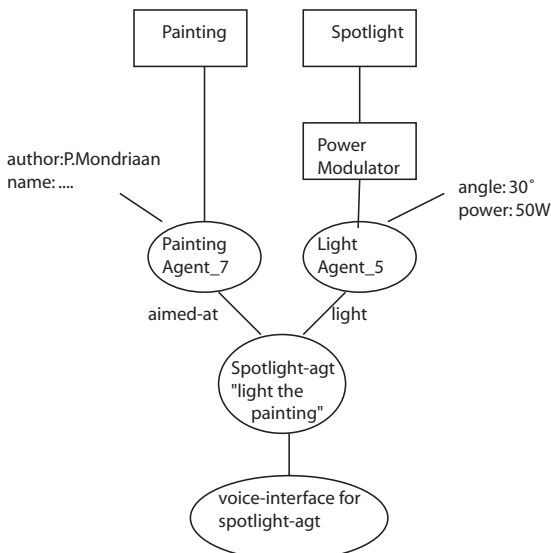 Painting
Spotlight
Power
Modulator
author:P.Mondriaan
name: ....
angle: 30˚
power: 50W
Painting
Agent_7
Light
Agent_5
aimed-at
light
Spotlight-agt
"light the
painting"
voice-interface for
spotlight-agt